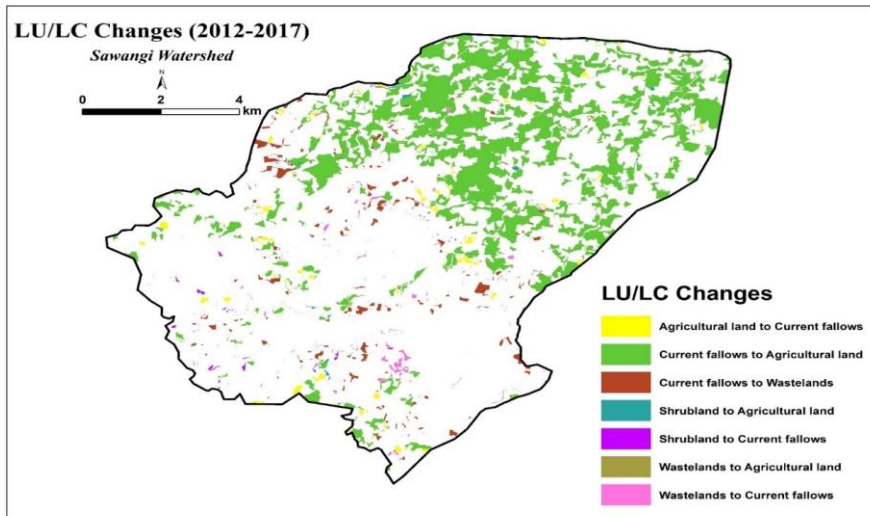 LU/LC Changes (2012-2017)
Sawangi Watershed
N
0 2 4
km
LU/LC Changes
Agricultural land to Current fallows
Current fallows to Agricultural land
Current fallows to Wastelands
Shrubland to Agricultural land
Shrubland to Current fallows
Wastelands to Agricultural land
Wastelands to Current fallows